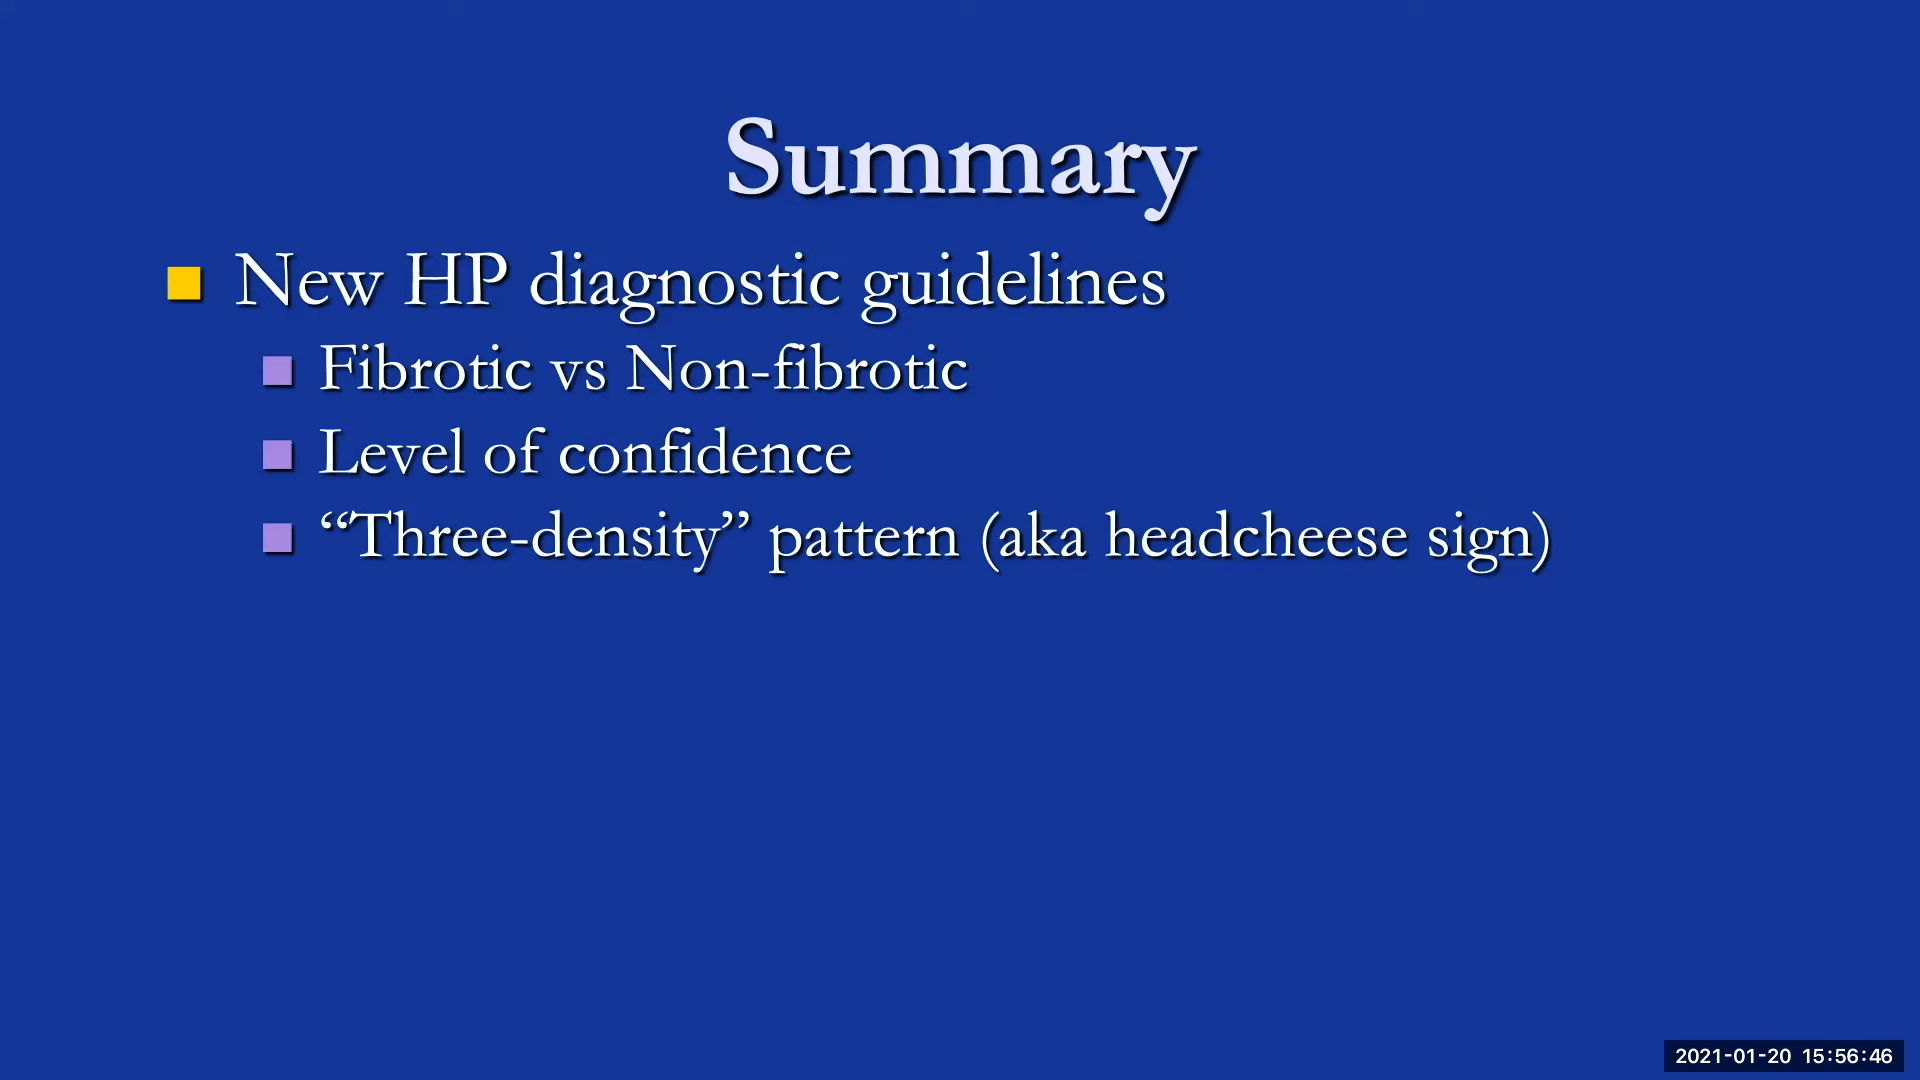 Summary
New HP diagnostic guidelines
Fibrotic vs Non-fibrotic
Level of confidence
“Three-density” pattern (aka headcheese sign)
2021-01-20 15:56:46